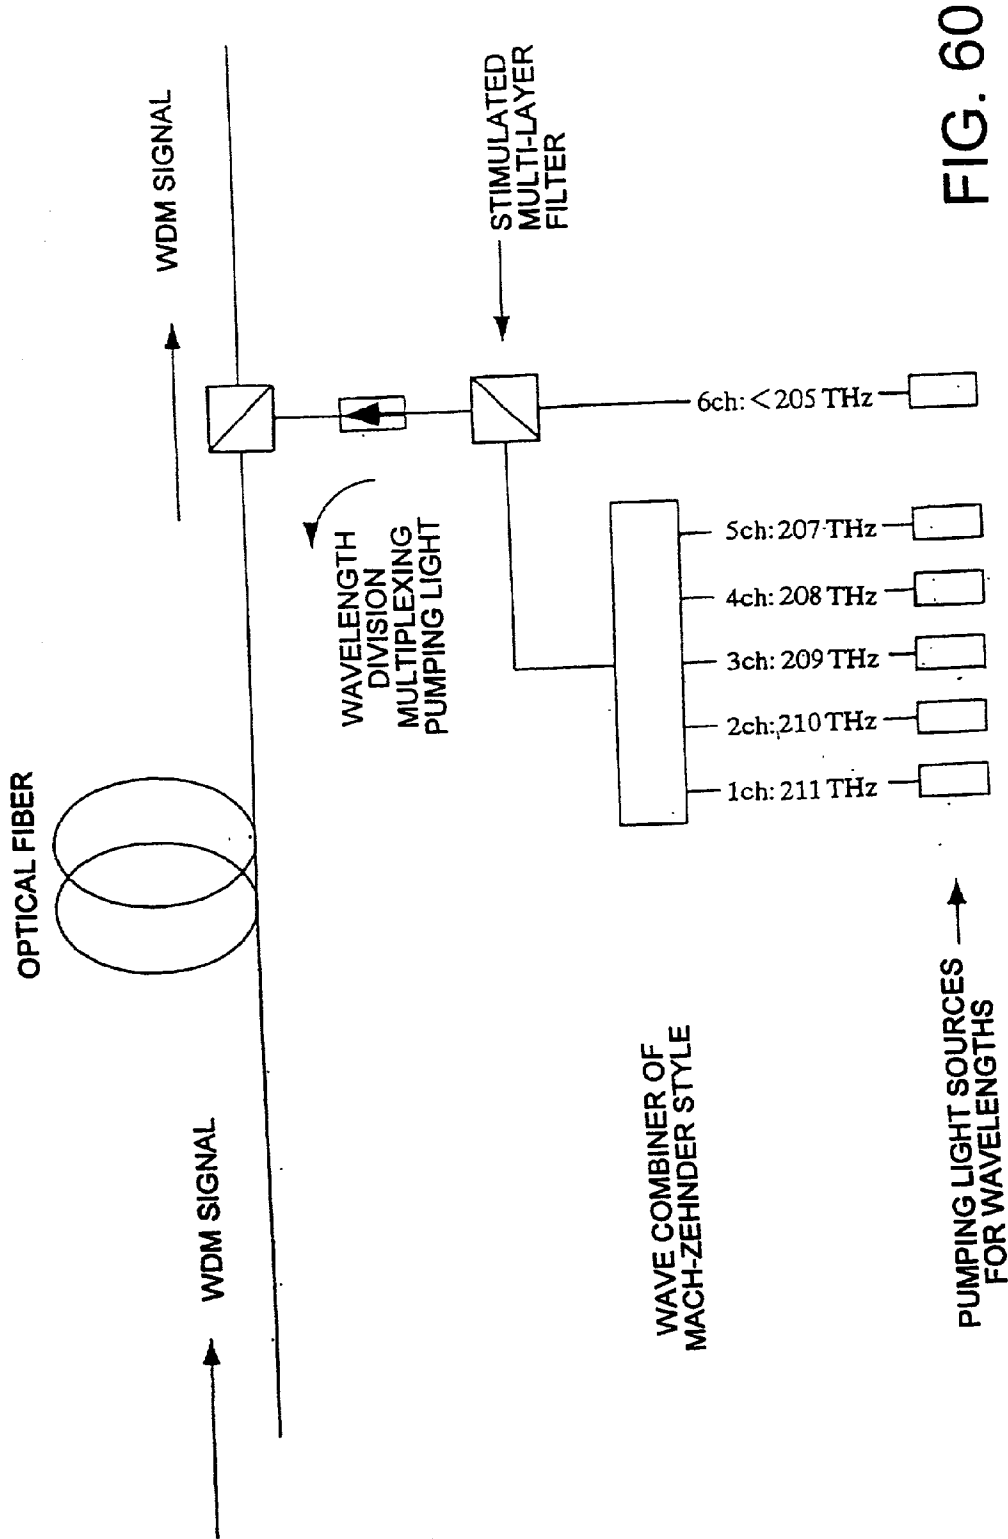 OPTICAL FIBER
WDM SIGNAL
WDM SIGNAL
WAVELENGTH
DIVISION
MULTIPLEXING
PUMPING LIGHT
STIMULATED
MULTI-LAYER
FILTER
WAVE COMBINER OF
MACH-ZEHNDER STYLE
1ch: 211 THz
2ch: 210 THz
3ch: 209 THz
4ch: 208 THz
5ch: 207 THz
6ch: <205 THz
PUMPING LIGHT SOURCES
FOR WAVELENGTHS
FIG. 60